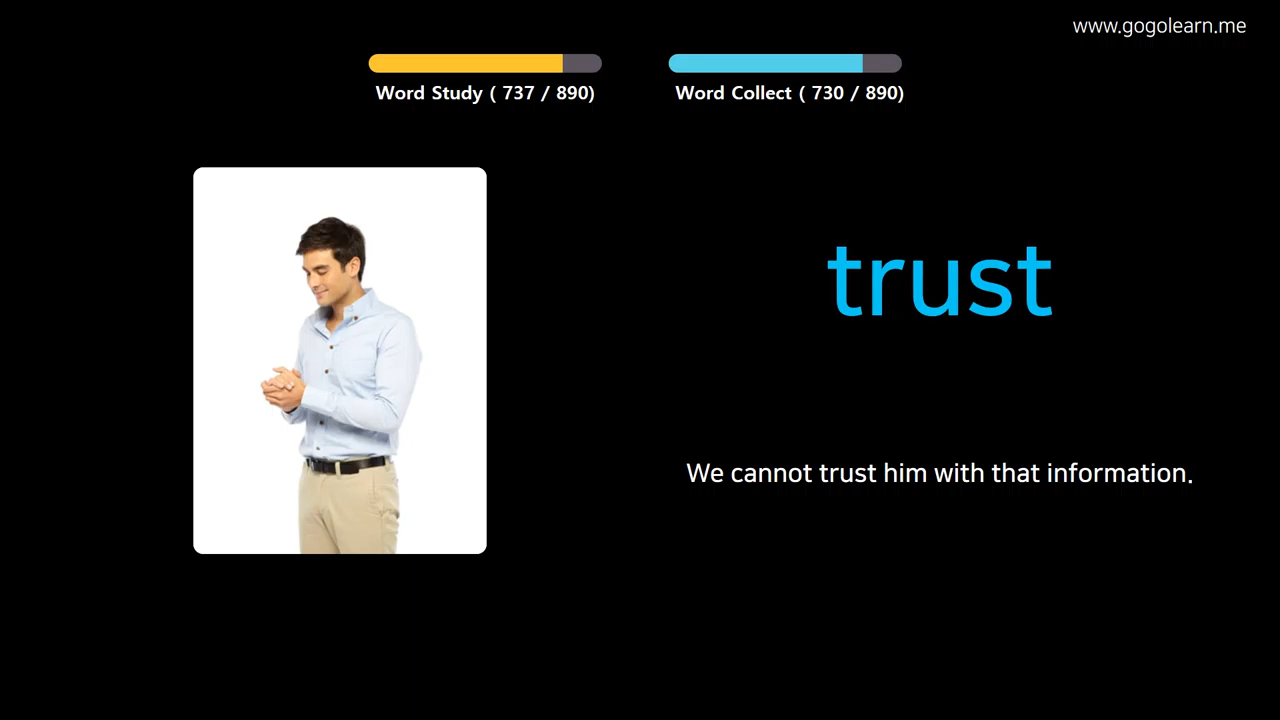 www.gogolearn.me
Word Study ( 737 / 890)
Word Collect ( 730 / 890)
trust
We cannot trust him with that information.